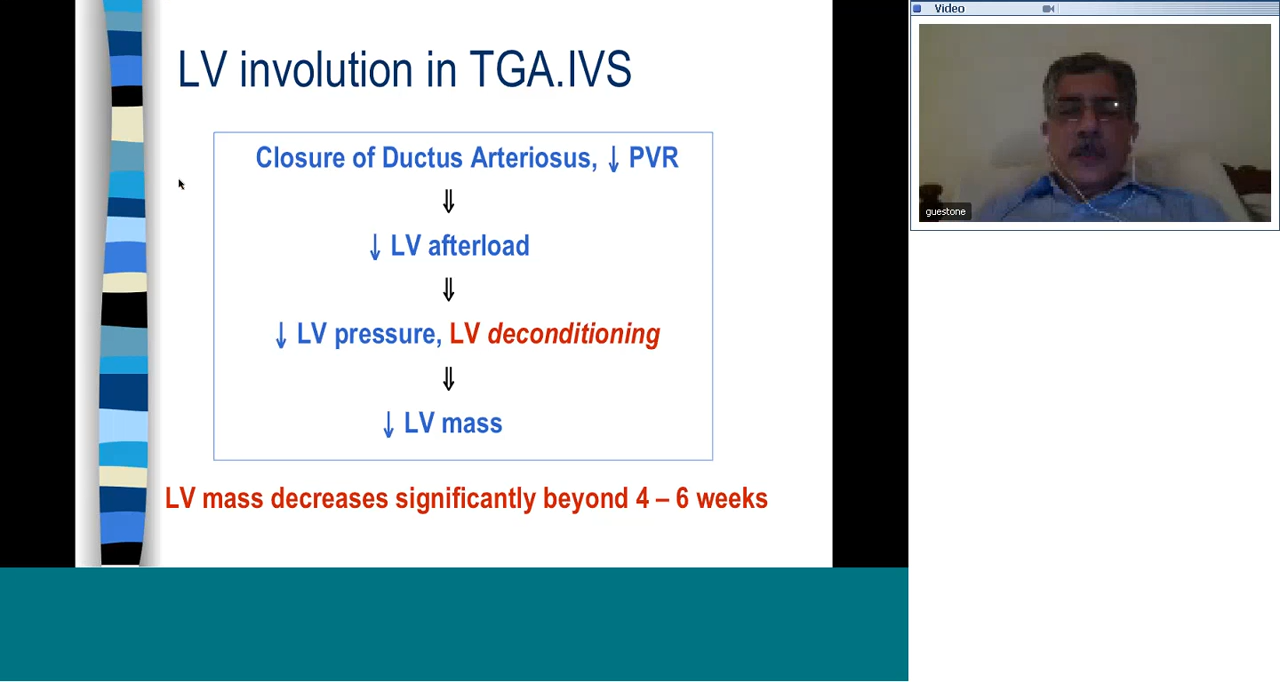 LV involution in TGA.IVS
Closure of Ductus Arteriosus, ↓ PVR
⇓
↓ LV afterload
⇓
↓ LV pressure, LV deconditioning
⇓
↓ LV mass
LV mass decreases significantly beyond 4 – 6 weeks
Video
guestone